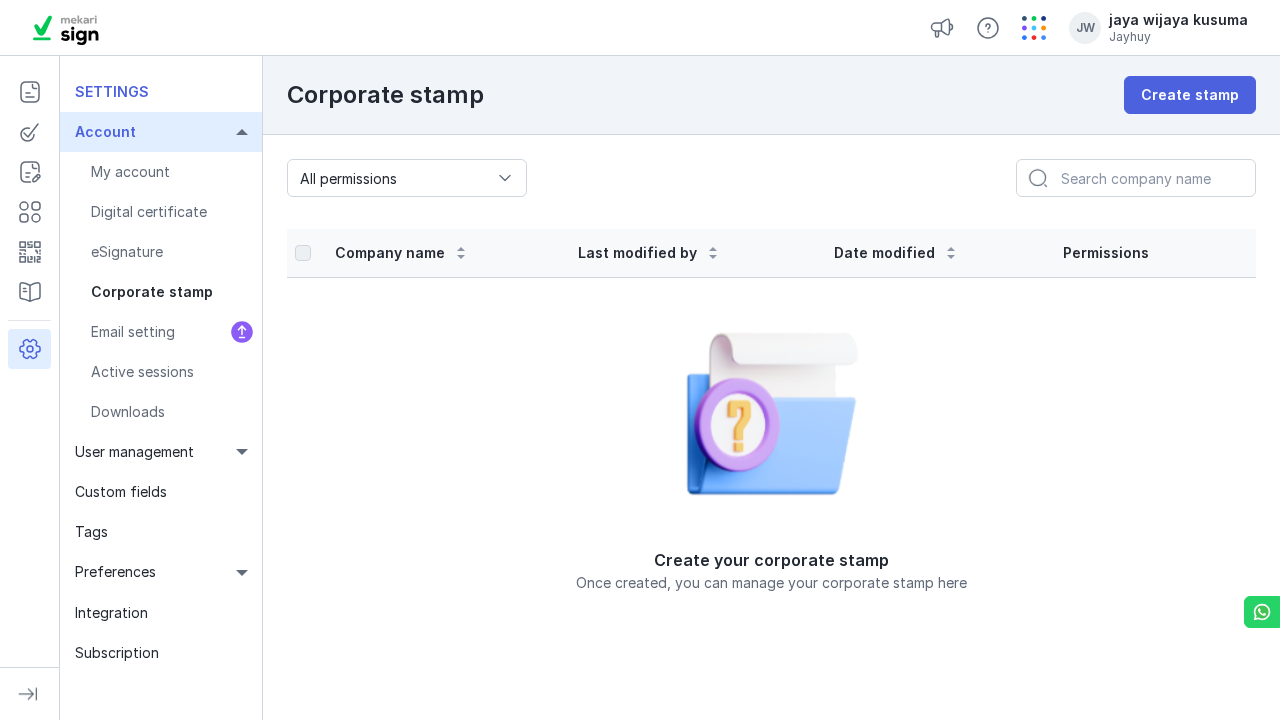 mekari
sign
JW
jaya wijaya kusuma
Jayhuy
SETTINGS
Account
My account
Digital certificate
eSignature
Corporate stamp
Email setting
Active sessions
Downloads
User management
Custom fields
Tags
Preferences
Integration
Subscription
Corporate stamp
Create stamp
All permissions
Search company name
Company name
Last modified by
Date modified
Permissions
?
Create your corporate stamp
Once created, you can manage your corporate stamp here